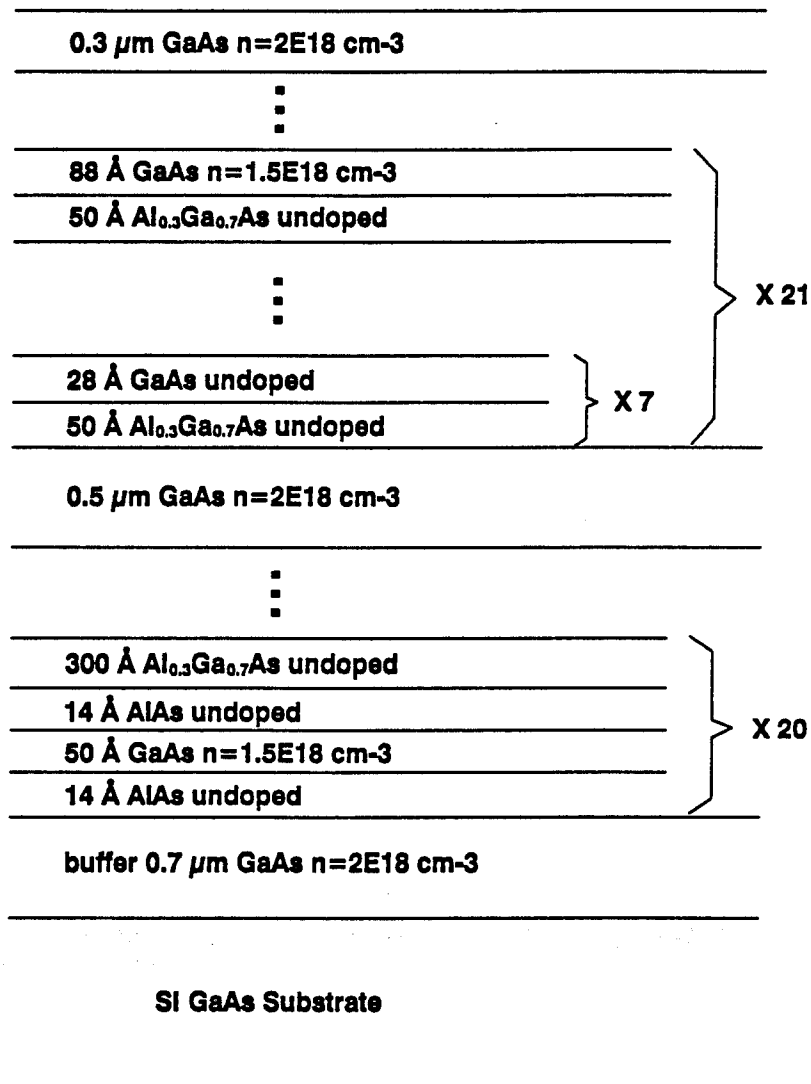 0.3 μm GaAs n=2E18 cm-3
88 Å GaAs n=1.5E18 cm-3
50 Å Al₀.₃Ga₀.₇As undoped
X 21
28 Å GaAs undoped
X 7
50 Å Al₀.₃Ga₀.₇As undoped
0.5 μm GaAs n=2E18 cm-3
300 Å Al₀.₃Ga₀.₇As undoped
14 Å AlAs undoped
X 20
50 Å GaAs n=1.5E18 cm-3
14 Å AlAs undoped
buffer 0.7 μm GaAs n=2E18 cm-3
SI GaAs Substrate